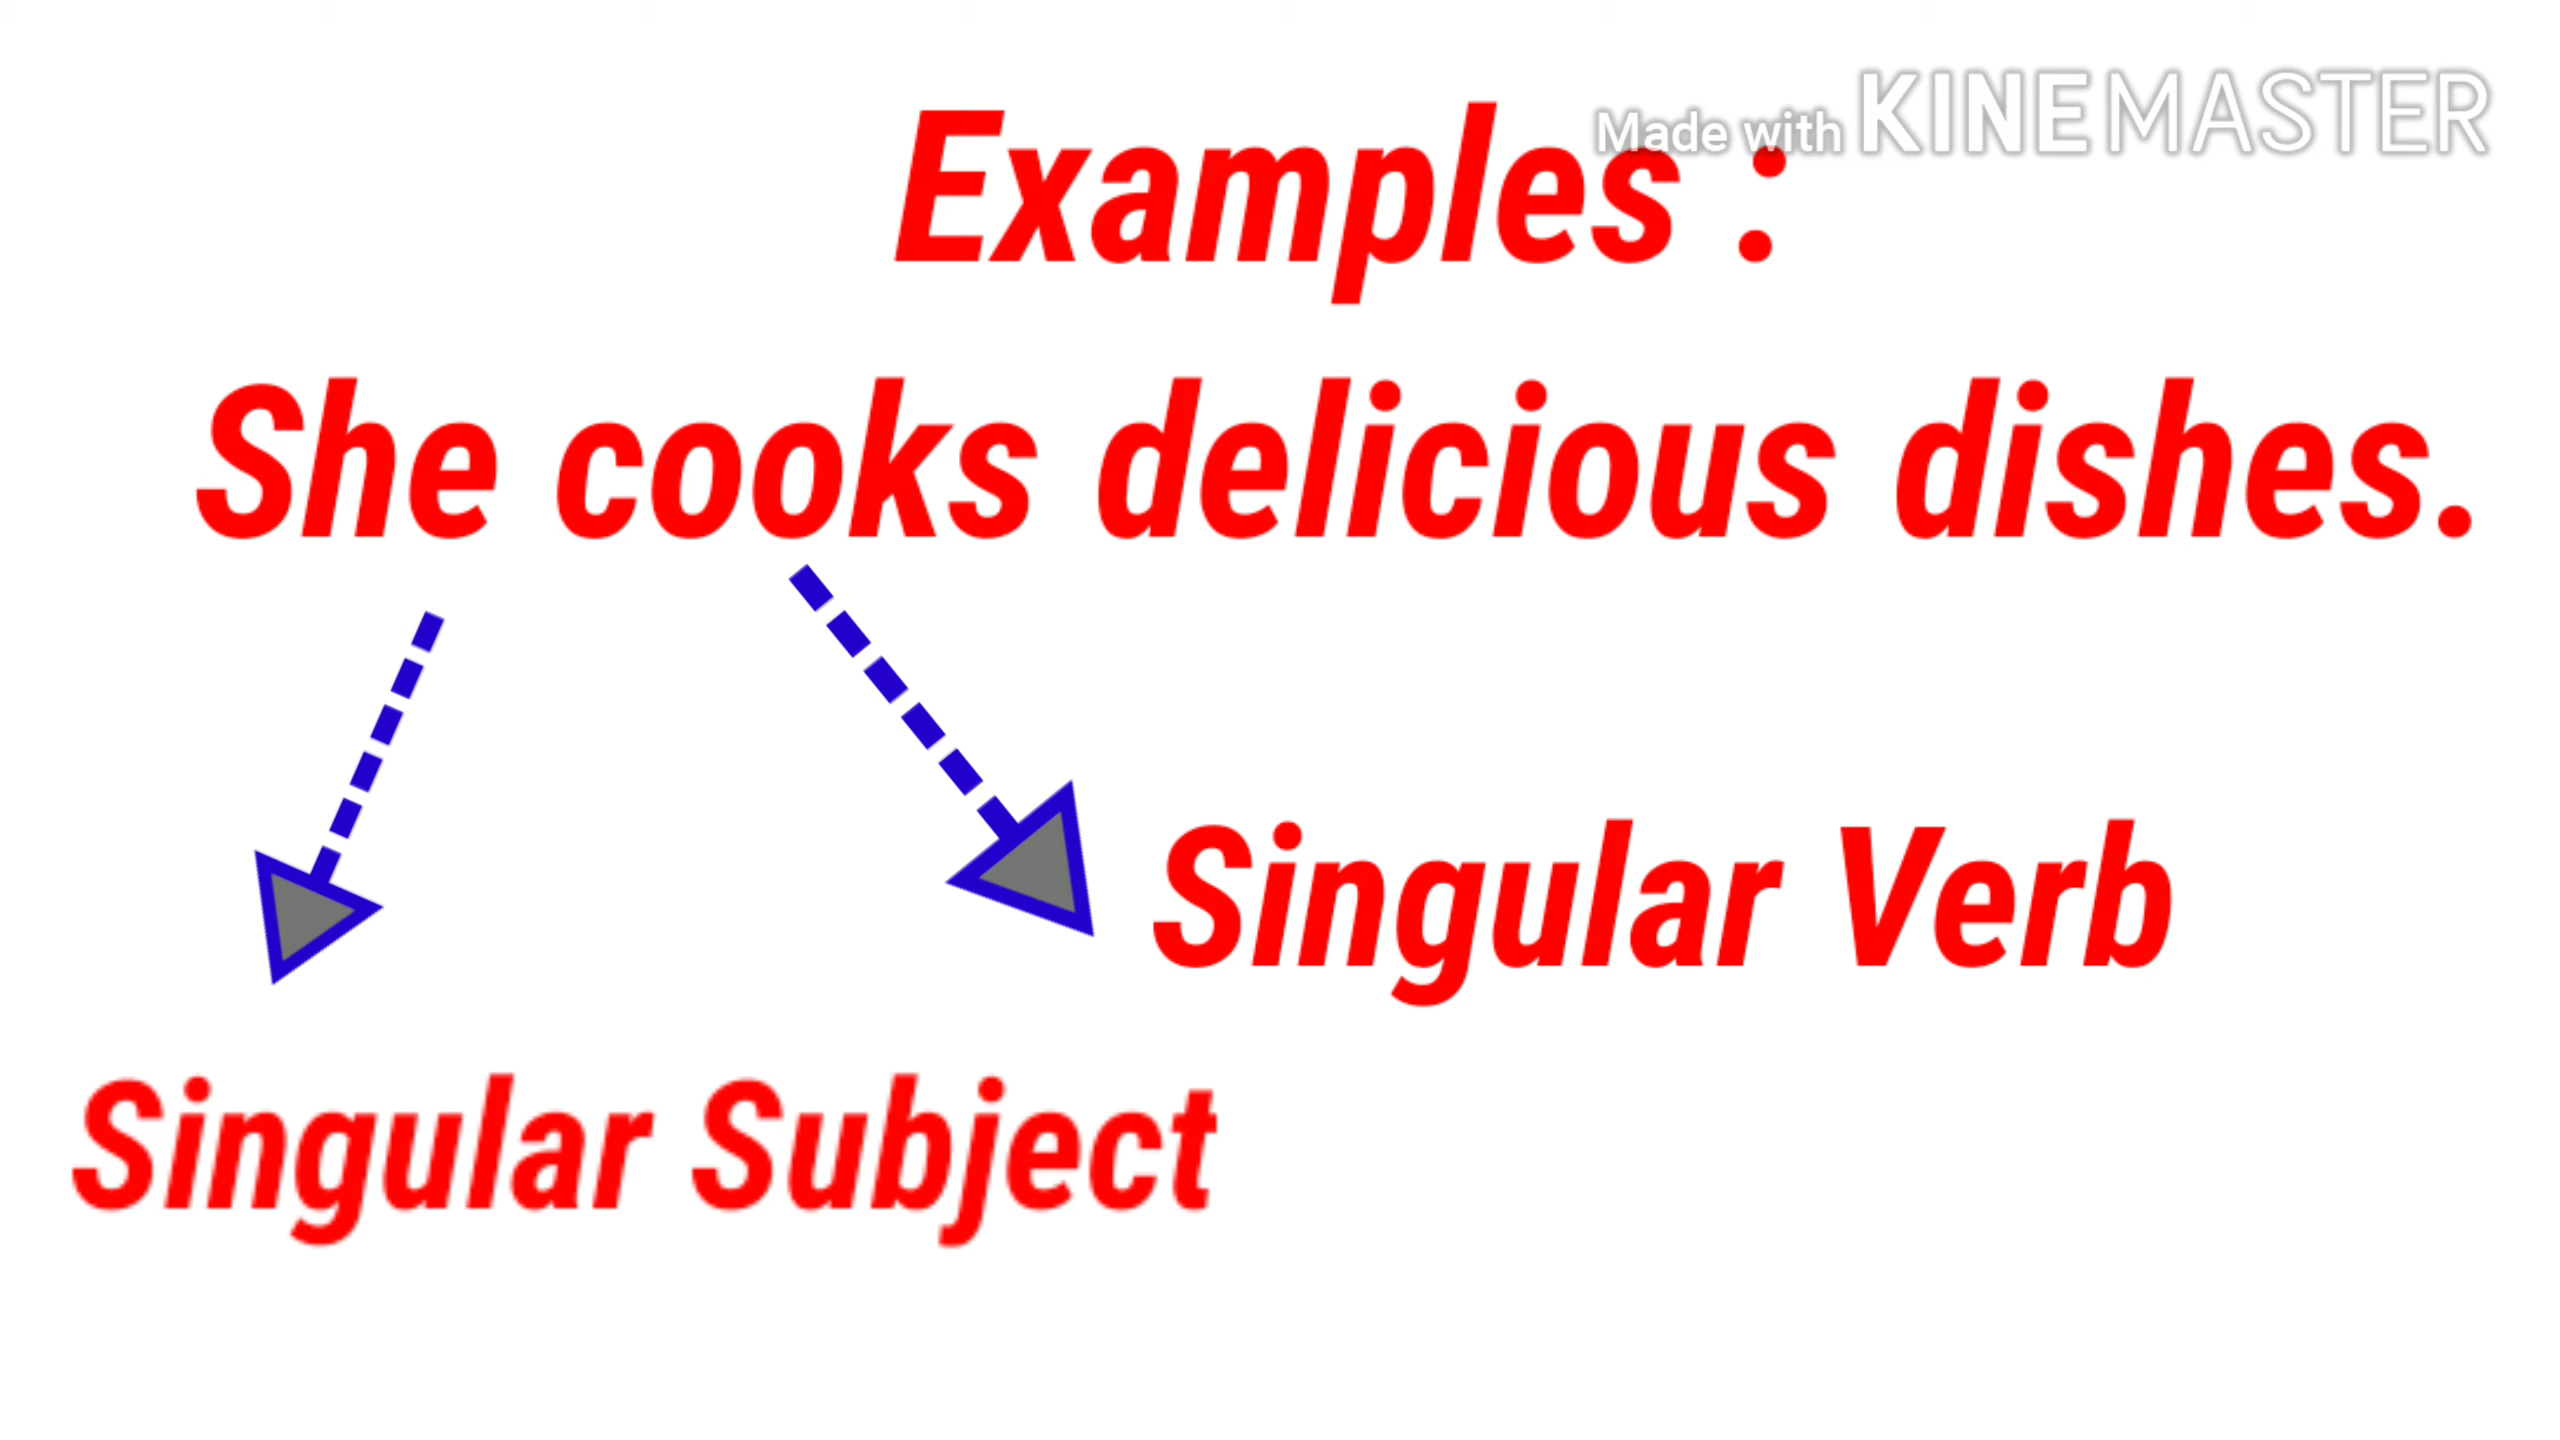 Made with KINEMASTER
Examples :
She cooks delicious dishes.
Singular Verb
Singular Subject